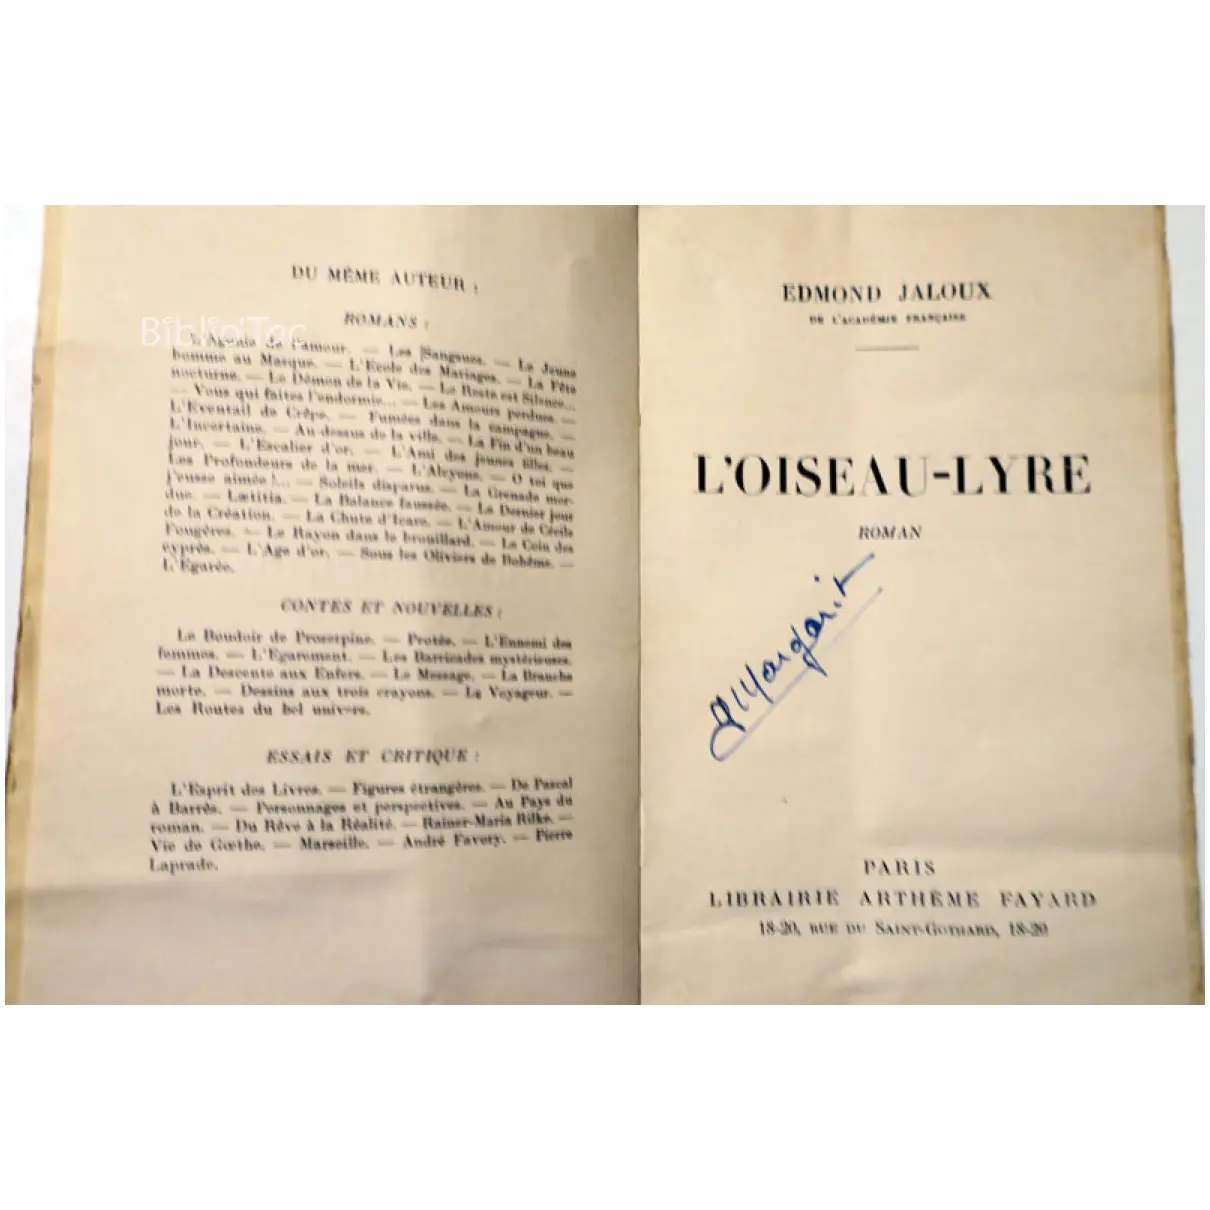 DU MÊME AUTEUR :
ROMANS :
Biblio'Toc
L'Agonie de l'amour. — Les Sangsues. — Le Jeune
homme au Masque. — L'École des Mariages. — La Fête
nocturne. — Le Démon de la Vie. — Le Reste est Silence...
— Vous qui faites l'endormie... — Les Amours perdues. —
L'Eventail de Crêpe. — Fumées dans la campagne. —
L'Incertaine. — Au-dessus de la ville. — La Fin d'un beau
jour. — L'Escalier d'or. — L'Ami des jeunes filles. —
Les Profondeurs de la mer. — L'Alcyone. — O toi que
j'eusse aimée !... — Soleils disparus. — La Grenade mor-
due. — Lætitia. — La Balance faussée. — Le Dernier jour
de la Création. — La Chute d'Icare. — L'Amour de Cécile
Fougères. — Le Rayon dans le brouillard. — Le Coin des
cyprès. — L'Age d'or. — Sous les Oliviers de Bohême. —
L'Égarée.
CONTES ET NOUVELLES :
Le Boudoir de Proserpine. — Protée. — L'Ennemi des
femmes. — L'Égarement. — Les Barricades mystérieuses.
— La Descente aux Enfers. — Le Message. — La Branche
morte. — Dessins aux trois crayons. — Le Voyageur. —
Les Routes du bel univers.
ESSAIS ET CRITIQUE :
L'Esprit des Livres. — Figures étrangères. — De Pascal
à Barrès. — Personnages et perspectives. — Au Pays du
roman. — Du Rêve à la Réalité. — Rainer-Maria Rilke. —
Vie de Gœthe. — Marseille. — André Favory. — Pierre
Laprade.
EDMOND JALOUX
DE L'ACADÉMIE FRANÇAISE
L'OISEAU-LYRE
ROMAN
PARIS
LIBRAIRIE ARTHÈME FAYARD
18-20, RUE DU SAINT-GOTHARD, 18-20